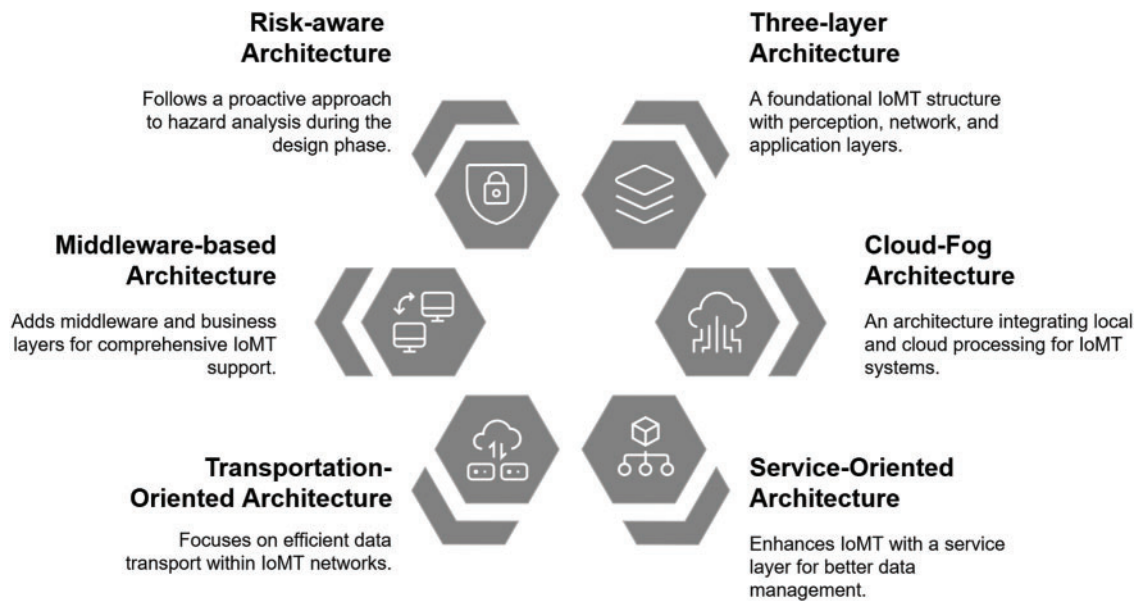 Risk-aware
Architecture
Follows a proactive approach
to hazard analysis during the
design phase.
Three-layer
Architecture
A foundational IoMT structure
with perception, network, and
application layers.
Middleware-based
Architecture
Adds middleware and business
layers for comprehensive IoMT
support.
Cloud-Fog
Architecture
An architecture integrating local
and cloud processing for IoMT
systems.
Transportation-
Oriented Architecture
Focuses on efficient data
transport within IoMT networks.
Service-Oriented
Architecture
Enhances IoMT with a service
layer for better data
management.